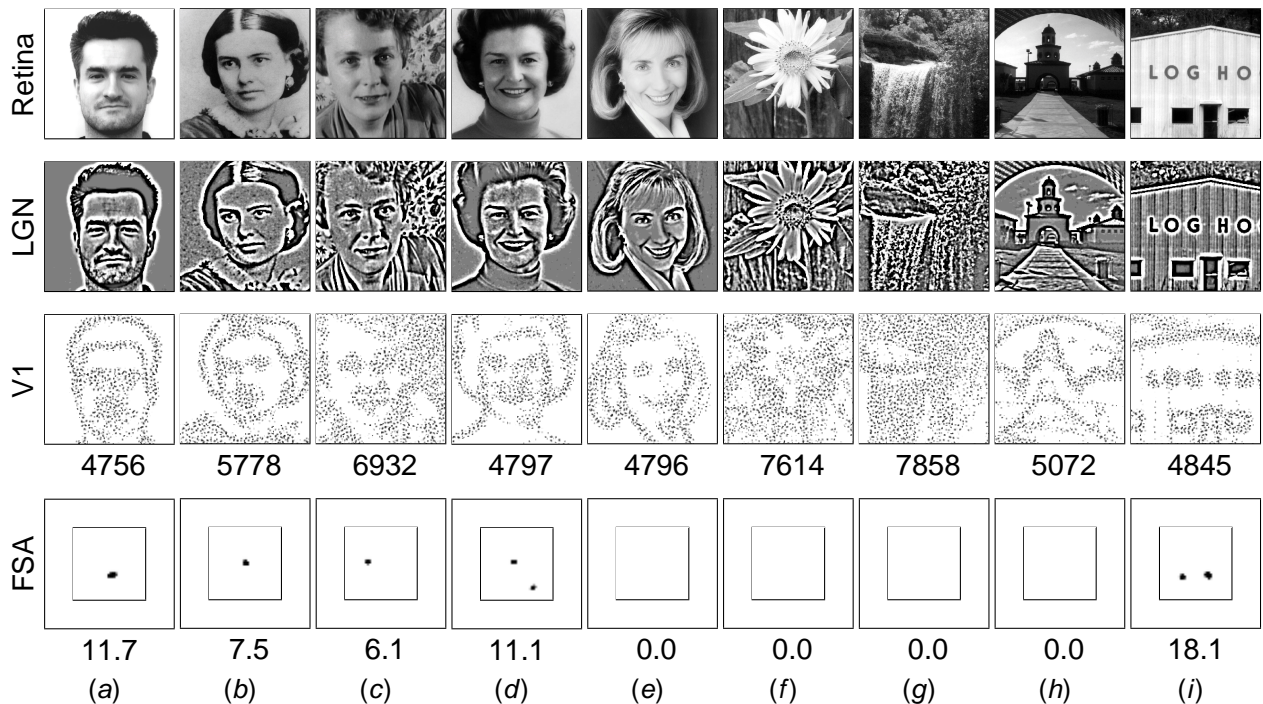 Retina
LOG HO
LGN
LOG HO
V1
4756 5778 6932 4797 4796 7614 7858 5072 4845
FSA
11.7 7.5 6.1 11.1 0.0 0.0 0.0 0.0 18.1
(a) (b) (c) (d) (e) (f) (g) (h) (i)